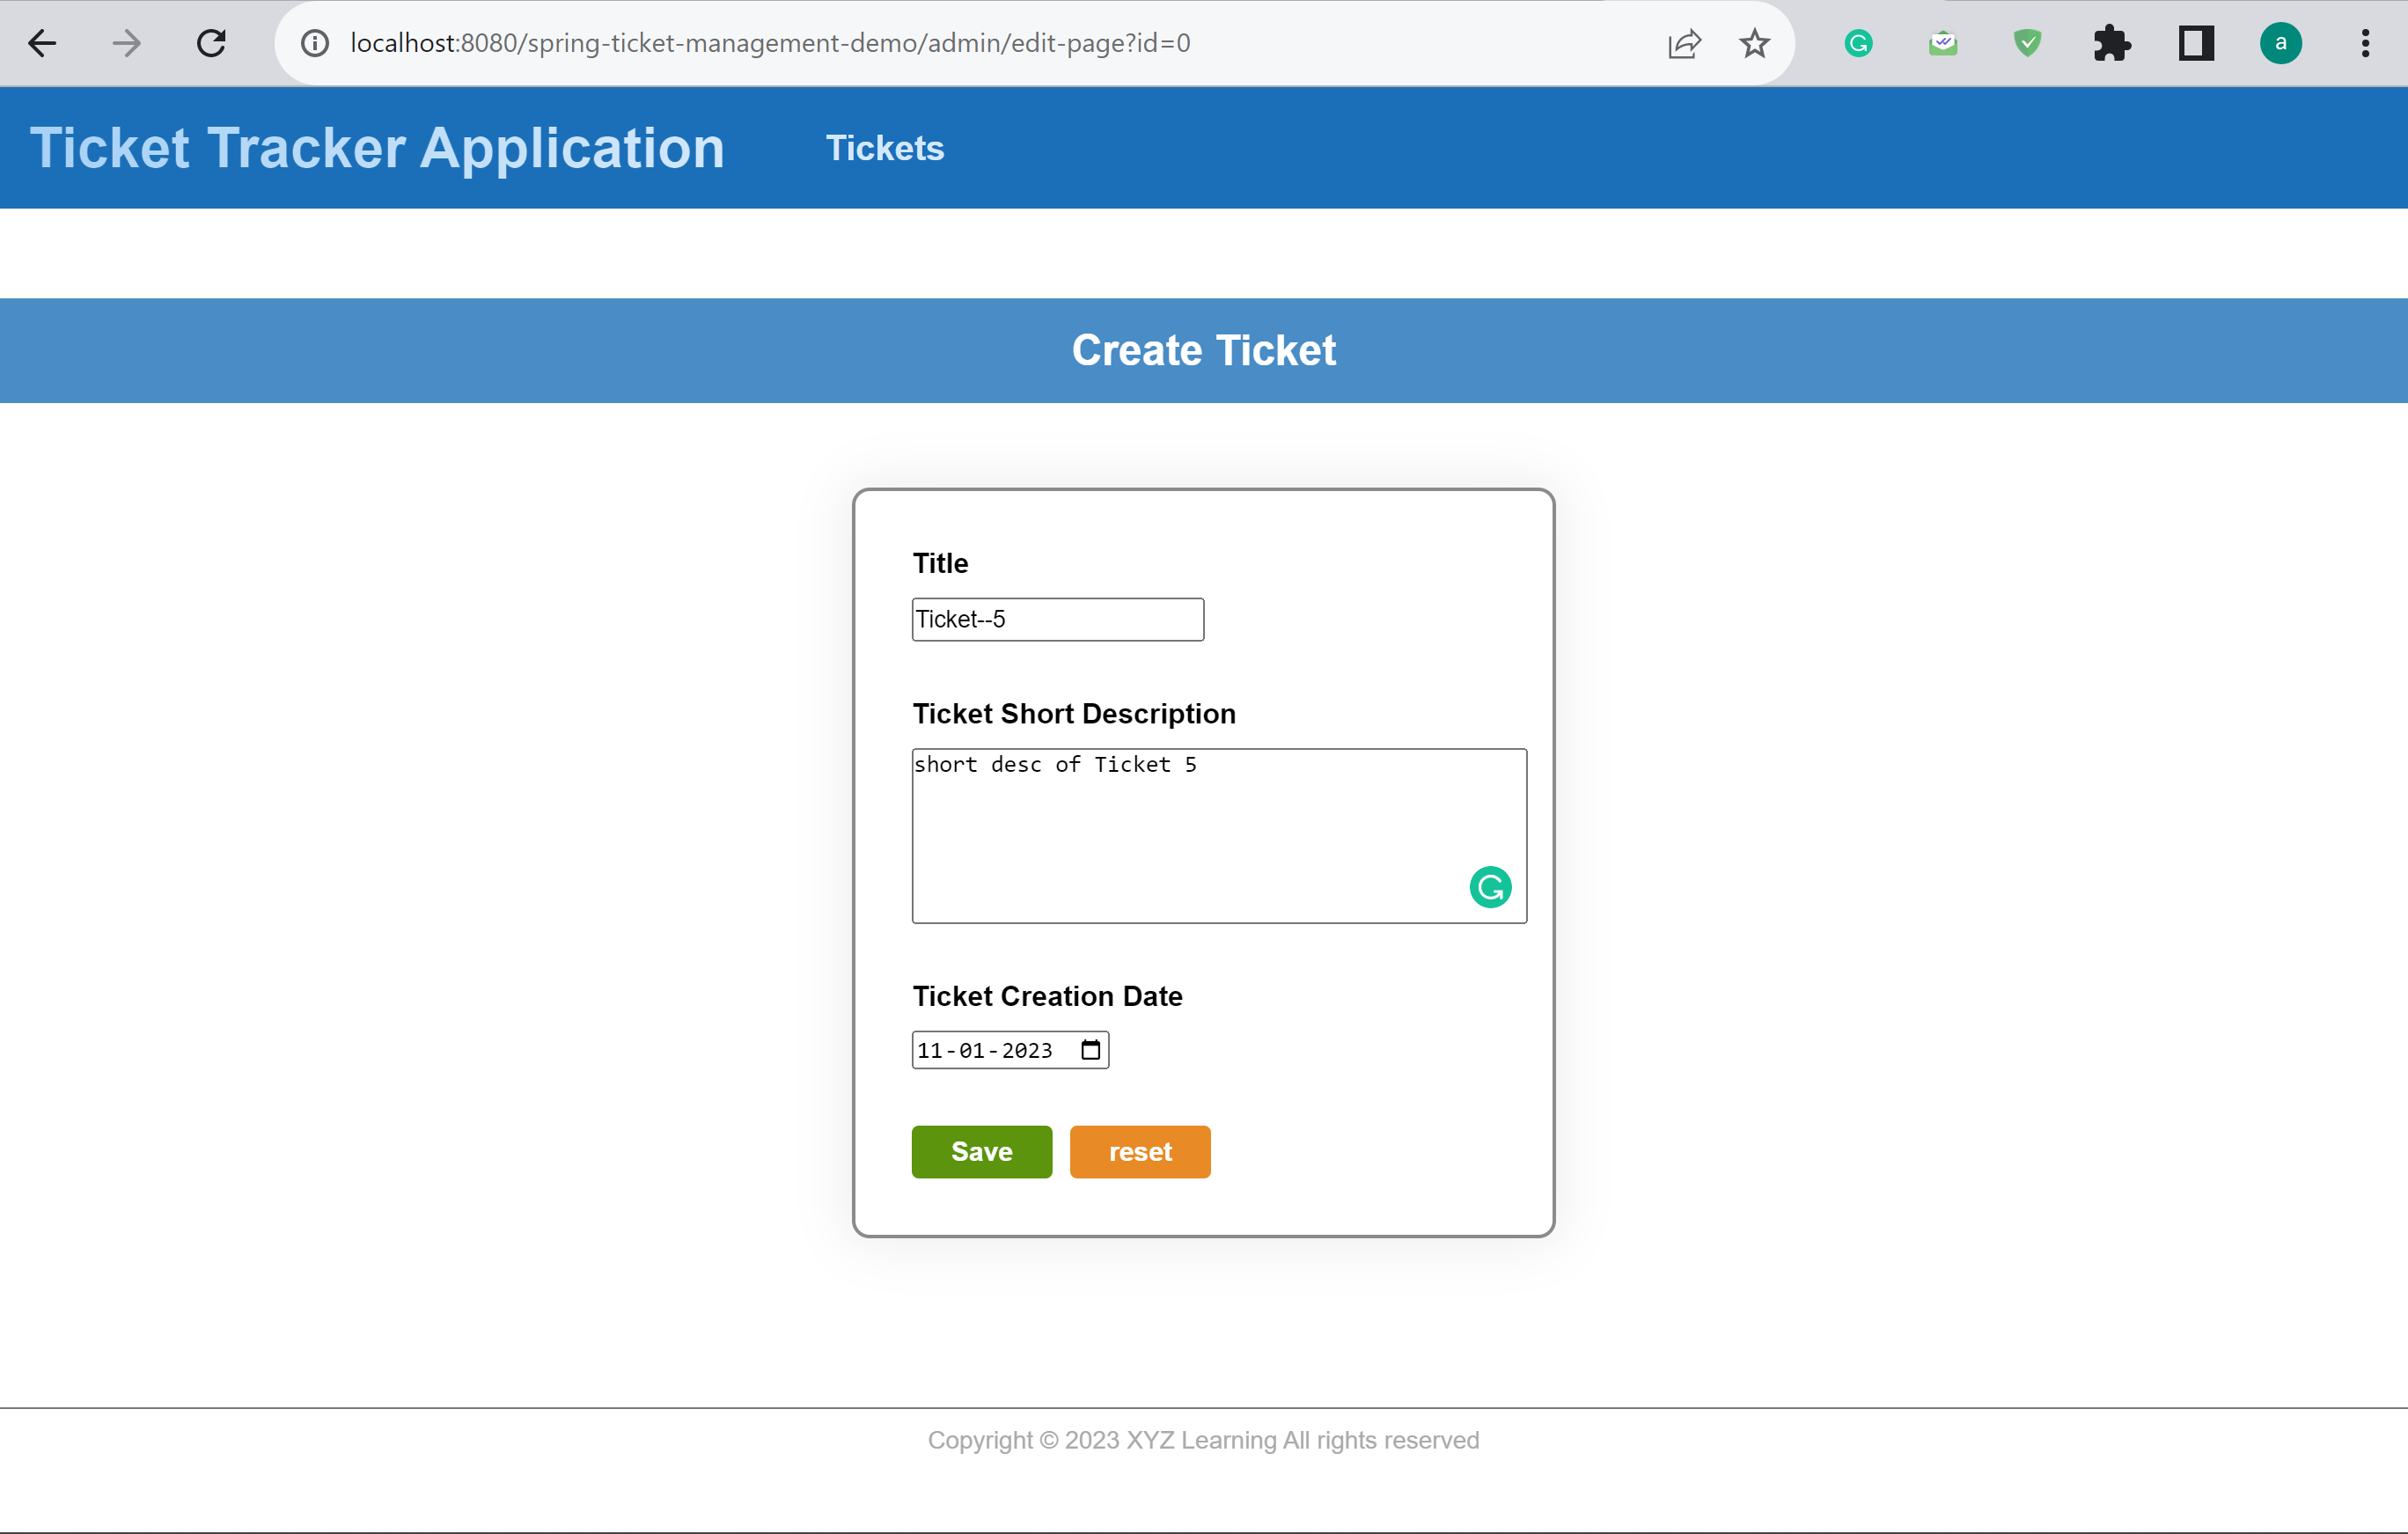 localhost:8080/spring-ticket-management-demo/admin/edit-page?id=0
a
Ticket Tracker Application
Tickets
Create Ticket
Title
Ticket--5
Ticket Short Description
short desc of Ticket 5
Ticket Creation Date
11-01-2023
Save
reset
Copyright © 2023 XYZ Learning All rights reserved